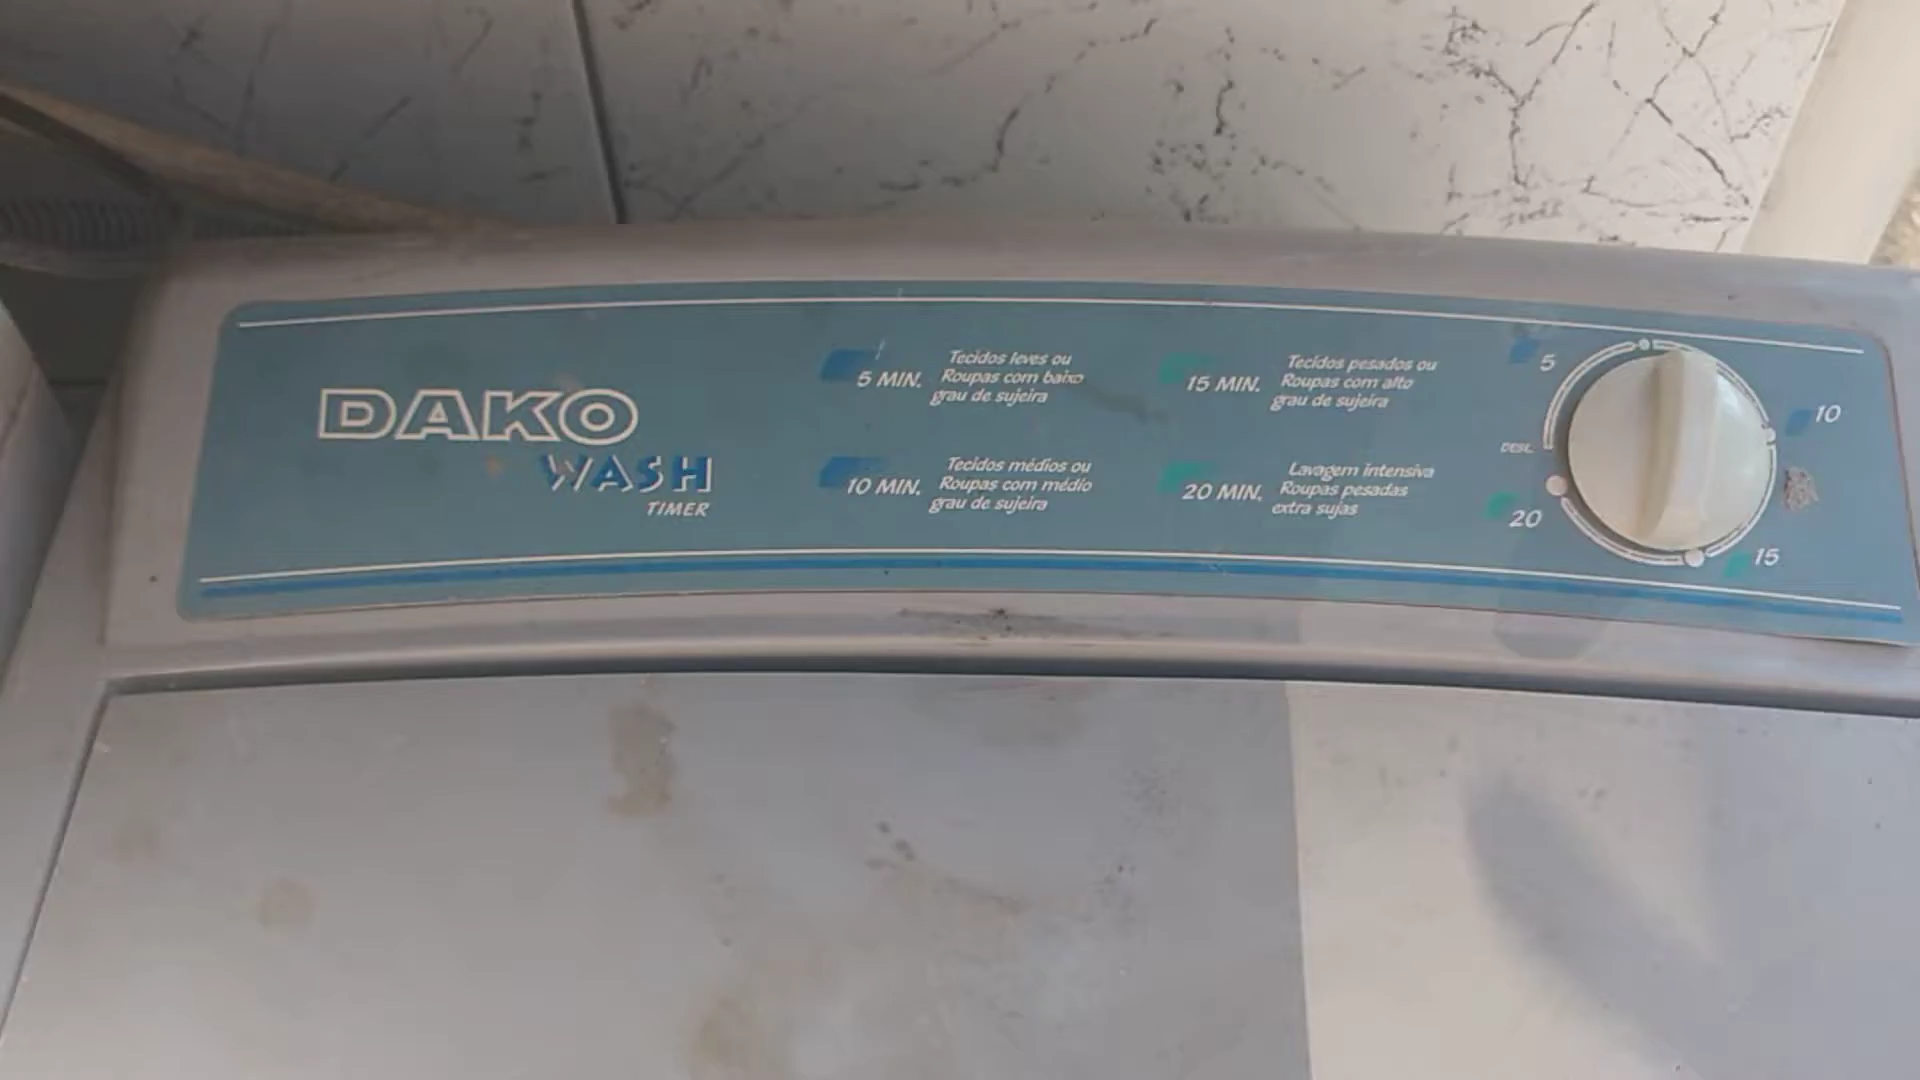 DAKO
WASH
TIMER
5 MIN.
Tecidos leves ou
Roupas com baixo
grau de sujeira
10 MIN.
Tecidos médios ou
Roupas com médio
grau de sujeira
15 MIN.
Tecidos pesados ou
Roupas com alto
grau de sujeira
20 MIN.
Lavagem intensiva
Roupas pesadas
extra sujas
5
10
DESL.
20
15